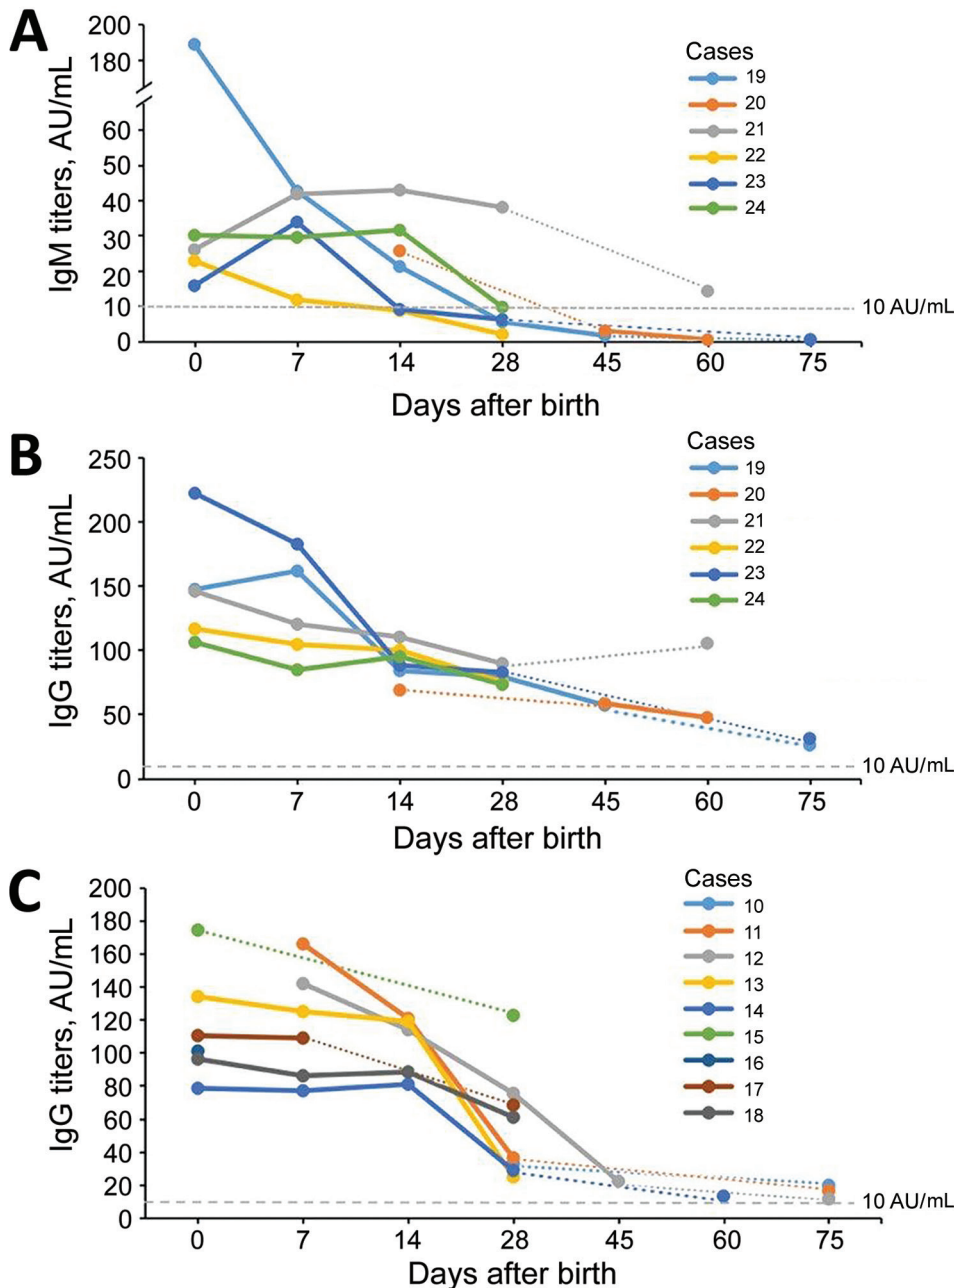 A
IgM titers, AU/mL
200
180
60
50
40
30
20
10
0
0 7 14 28 45 60 75
Days after birth
10 AU/mL
Cases
19
20
21
22
23
24
B
IgG titers, AU/mL
250
200
150
100
50
0
0 7 14 28 45 60 75
Days after birth
10 AU/mL
Cases
19
20
21
22
23
24
C
IgG titers, AU/mL
200
180
160
140
120
100
80
60
40
20
0
0 7 14 28 45 60 75
Days after birth
10 AU/mL
Cases
10
11
12
13
14
15
16
17
18